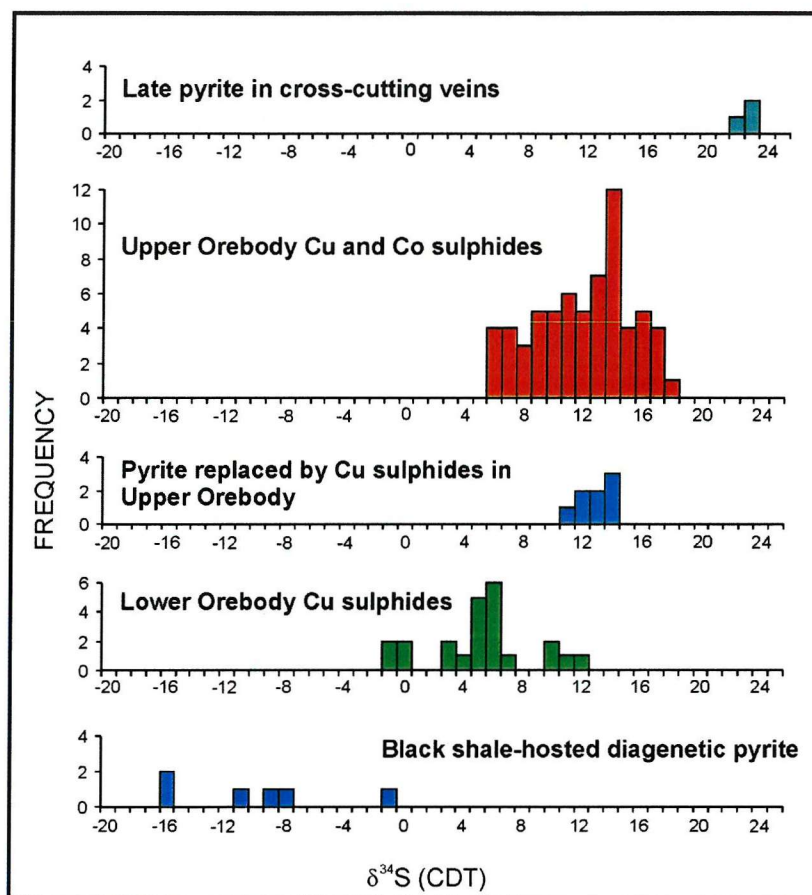 4
Late pyrite in cross-cutting veins
2
0
-20 -16 -12 -8 -4 0 4 8 12 16 20 24
12
10
8
Upper Orebody Cu and Co sulphides
6
4
2
0
-20 -16 -12 -8 -4 0 4 8 12 16 20 24
FREQUENCY
4
Pyrite replaced by Cu sulphides in
2
Upper Orebody
0
-20 -16 -12 -8 -4 0 4 8 12 16 20 24
6
Lower Orebody Cu sulphides
4
2
0
-20 -16 -12 -8 -4 0 4 8 12 16 20 24
4
Black shale-hosted diagenetic pyrite
2
0
-20 -16 -12 -8 -4 0 4 8 12 16 20 24
δ³⁴S (CDT)